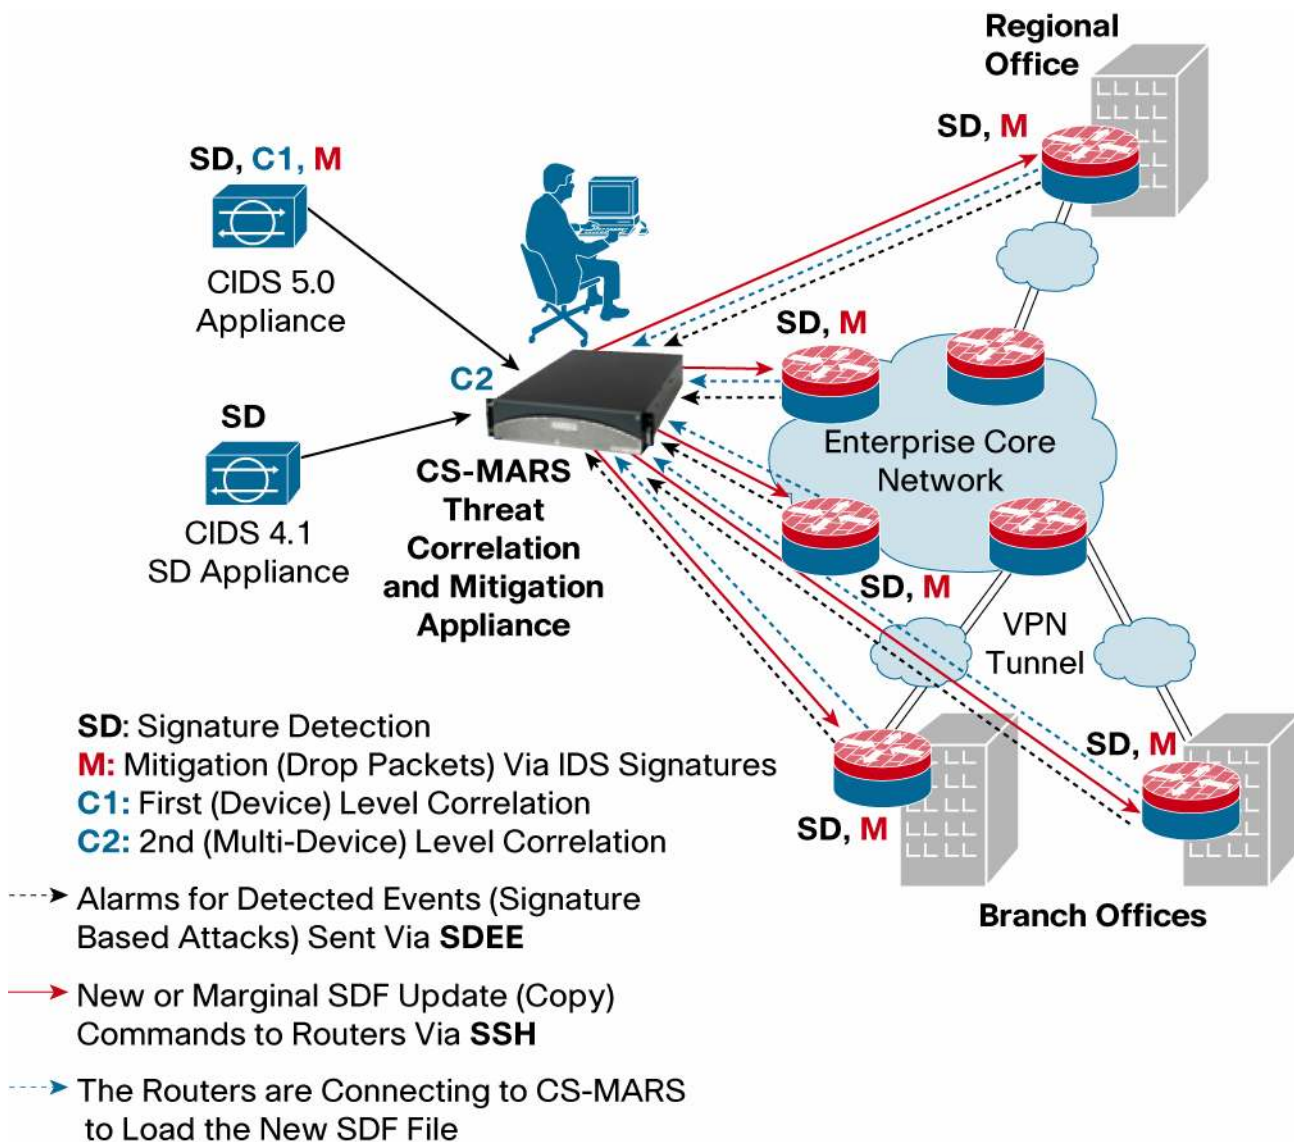 Regional
Office
SD, M
SD, C1, M
CIDS 5.0
Appliance
SD, M
C2
SD
Enterprise Core
Network
CS-MARS
Threat
Correlation
and Mitigation
Appliance
CIDS 4.1
SD Appliance
SD, M
VPN
Tunnel
SD, M
SD, M
Branch Offices
SD: Signature Detection
M: Mitigation (Drop Packets) Via IDS Signatures
C1: First (Device) Level Correlation
C2: 2nd (Multi-Device) Level Correlation
Alarms for Detected Events (Signature
Based Attacks) Sent Via SDEE
New or Marginal SDF Update (Copy)
Commands to Routers Via SSH
The Routers are Connecting to CS-MARS
to Load the New SDF File